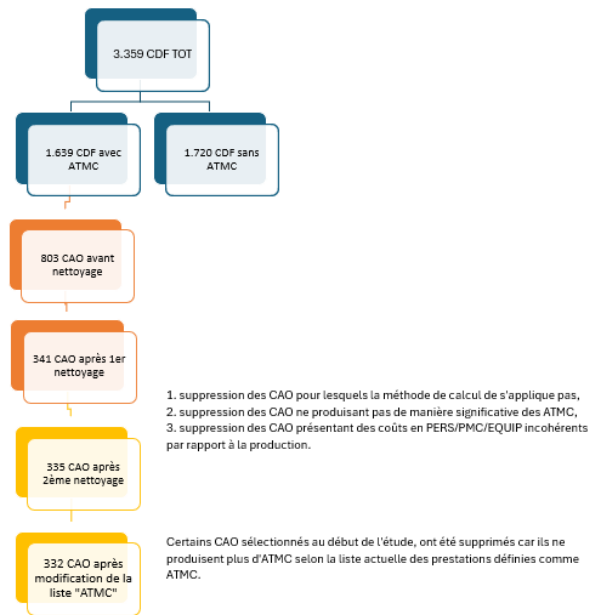 3.359 CDF TOT
1.639 CDF avec
ATMC
1.720 CDF sans
ATMC
803 CAO avant
nettoyage
341 CAO après 1er
nettoyage
1. suppression des CAO pour lesquels la méthode de calcul de s'applique pas,
2. suppression des CAO ne produisant pas de manière significative des ATMC,
3. suppression des CAO présentant des coûts en PERS/PMC/EQUIP incohérents
par rapport à la production.
335 CAO après
2ème nettoyage
332 CAO après
modification de la
liste "ATMC"
Certains CAO sélectionnés au début de l'étude, ont été supprimés car ils ne
produisent plus d'ATMC selon la liste actuelle des prestations définies comme
ATMC.